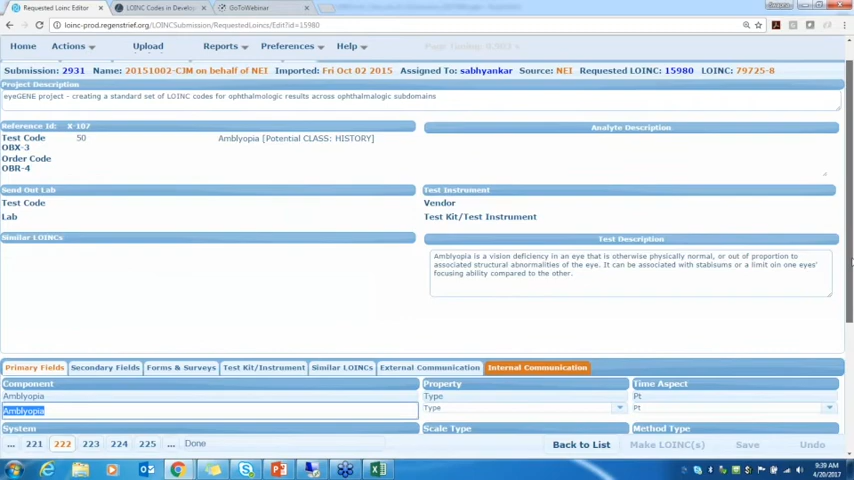 Requested Loinc Editor
LOINC Codes in Develo
GoToWebinar
loinc-prod.regenstrief.org/LOINCSubmission/RequestedLoincs/Edit?id=15980
Home Actions Upload Reports Preferences Help
Submission: 2931 Name: 20151002-CJM on behalf of NEI Imported: Fri Oct 02 2015 Assigned To: sabhyankar Source: NEI Requested LOINC: 15980 LOINC: 79725-8
Project Description
eyeGENE project - creating a standard set of LOINC codes for ophthalmologic results across ophthalmalogic subdomains
Reference Id: X-107
Analyte Description
Test Code 50 Amblyopia [Potential CLASS: HISTORY]
OBX-3
Order Code
OBR-4
Send Out Lab
Test Instrument
Test Code
Vendor
Lab
Test Kit/Test Instrument
Similar LOINCs
Test Description
Amblyopia is a vision deficiency in an eye that is otherwise physically normal, or out of proportion to
associated structural abnormalities of the eye. It can be associated with stabisums or a limit oin one eyes'
focusing ability compared to the other.
Primary Fields Secondary Fields Forms & Surveys Test Kit/Instrument Similar LOINCs External Communication Internal Communication
Component Property Time Aspect
Amblyopia Type Pt
Amblyopia Type Pt
System Scale Type Method Type
... 221 222 223 224 225 ... Done Back to List Make LOINC(s) Save Undo
9:39 AM
4/20/2017